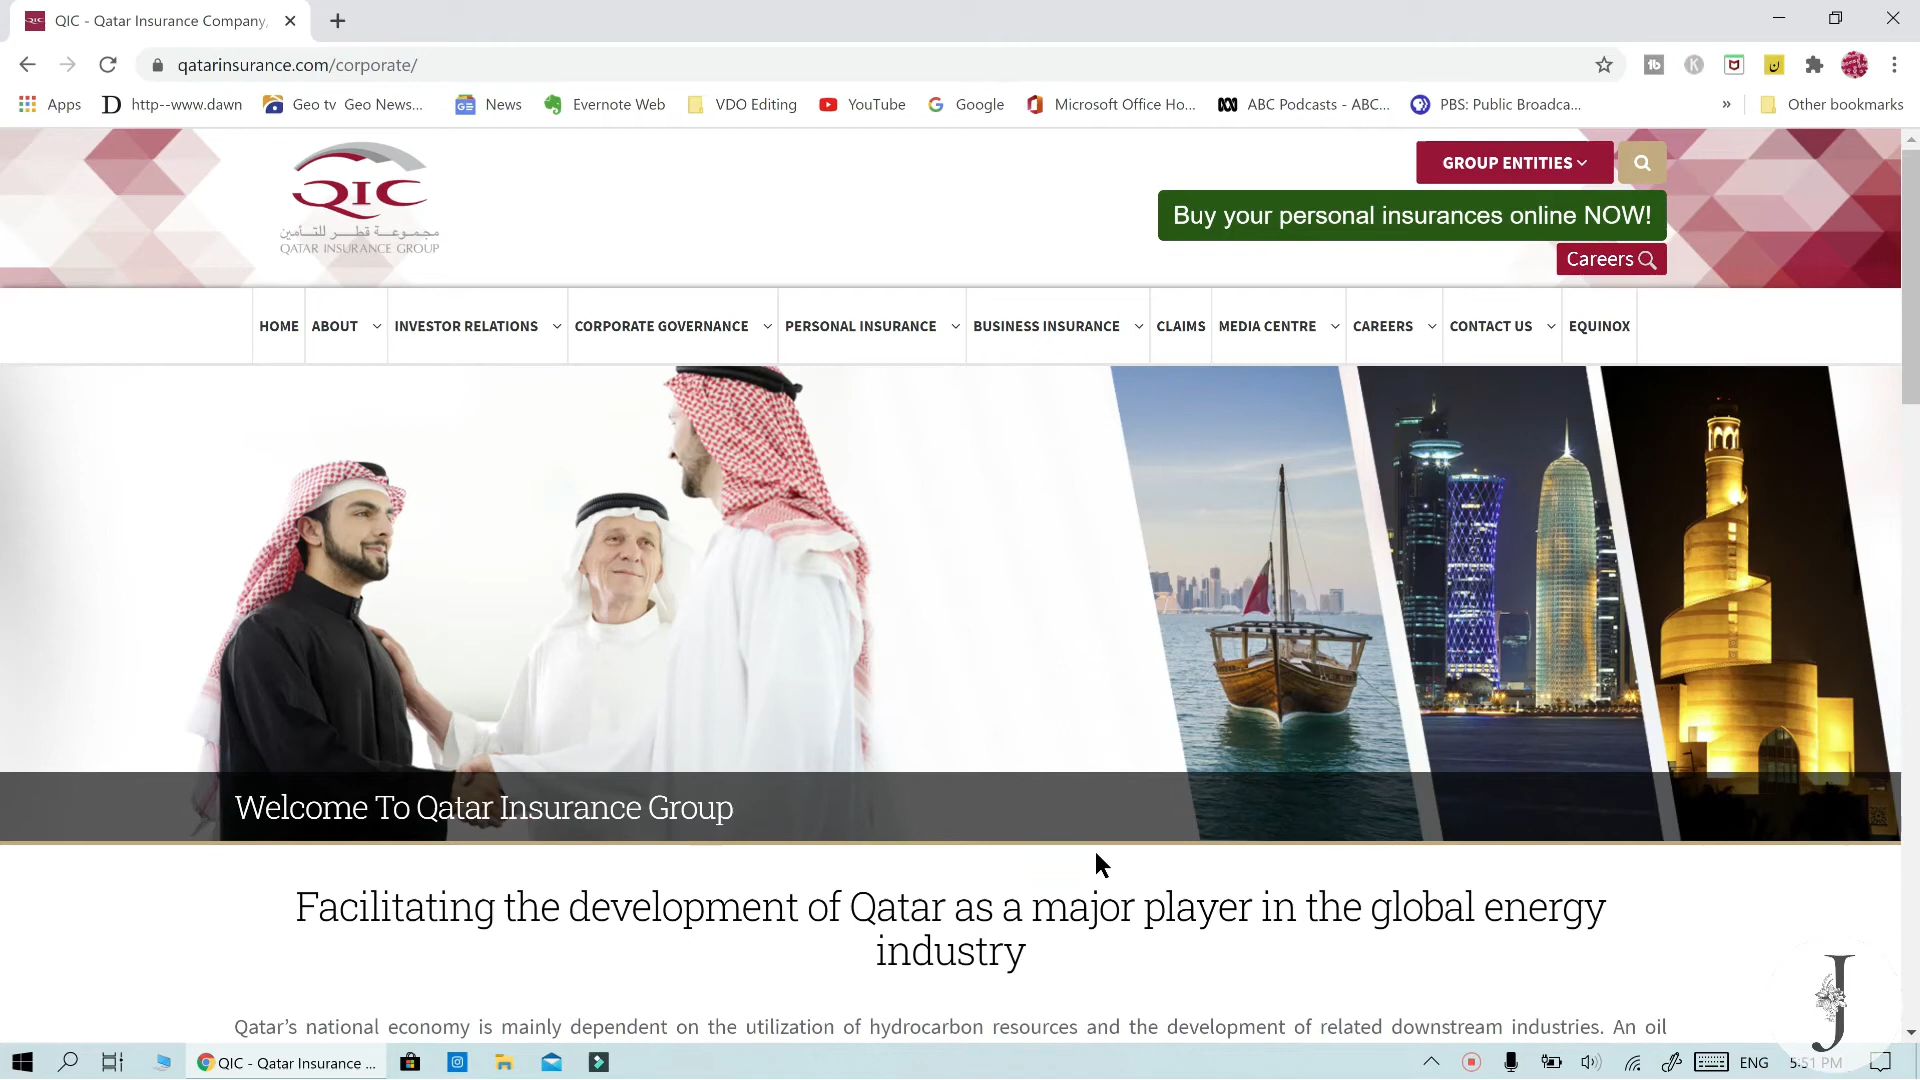 QIC - Qatar Insurance Company,
qatarinsurance.com/corporate/
Apps
http--www.dawn
Geo tv Geo News...
News
Evernote Web
VDO Editing
YouTube
Google
Microsoft Office Ho...
ABC Podcasts - ABC...
PBS: Public Broadca...
»
Other bookmarks
QIC
مجموعة قطر للتأمين
QATAR INSURANCE GROUP
GROUP ENTITIES
Buy your personal insurances online NOW!
Careers
HOME
ABOUT
INVESTOR RELATIONS
CORPORATE GOVERNANCE
PERSONAL INSURANCE
BUSINESS INSURANCE
CLAIMS
MEDIA CENTRE
CAREERS
CONTACT US
EQUINOX
Welcome To Qatar Insurance Group
Facilitating the development of Qatar as a major player in the global energy
industry
Qatar’s national economy is mainly dependent on the utilization of hydrocarbon resources and the development of related downstream industries. An oil
J
QIC - Qatar Insurance ...
ENG
5:51 PM